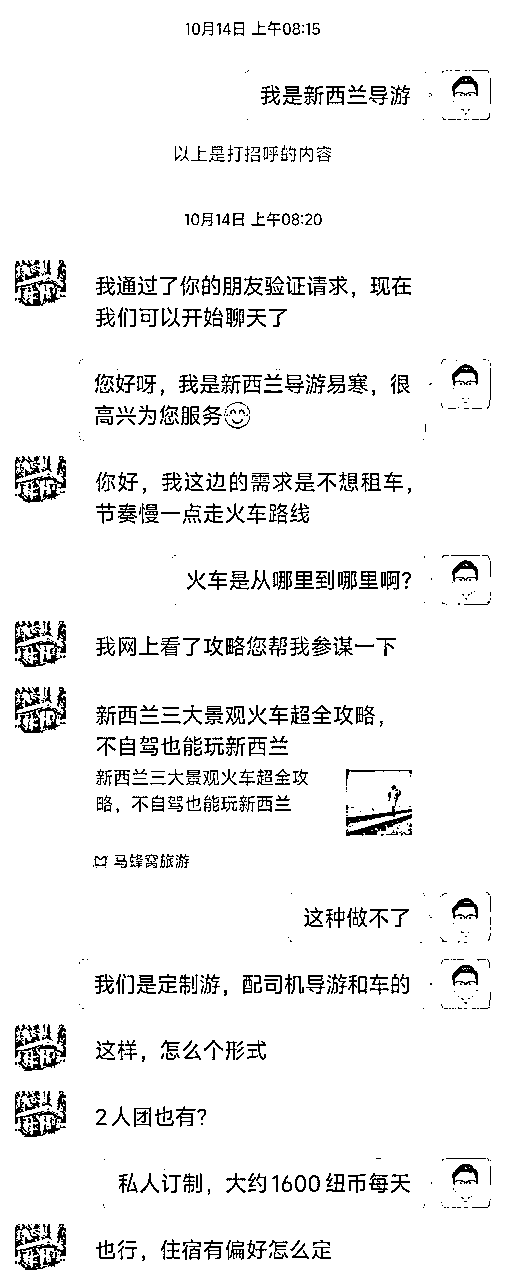 10月14日 上午08:15
我是新西兰导游
以上是打招呼的内容
10月14日 上午08:20
我通过了你的朋友验证请求，现在
我们可以开始聊天了
您好呀，我是新西兰导游易寒，很
高兴为您服务😊
你好，我这边的需求是不想租车，
节奏慢一点走火车路线
火车是从哪里到哪里啊?
我网上看了攻略您帮我参谋一下
新西兰三大景观火车超全攻略，
不自驾也能玩新西兰
新西兰三大景观火车超全攻
略，不自驾也能玩新西兰
马蜂窝旅游
这种做不了
我们是定制游，配司机导游和车的
这样，怎么个形式
2人团也有?
私人订制，大约1600纽币每天
也行，住宿有偏好怎么定